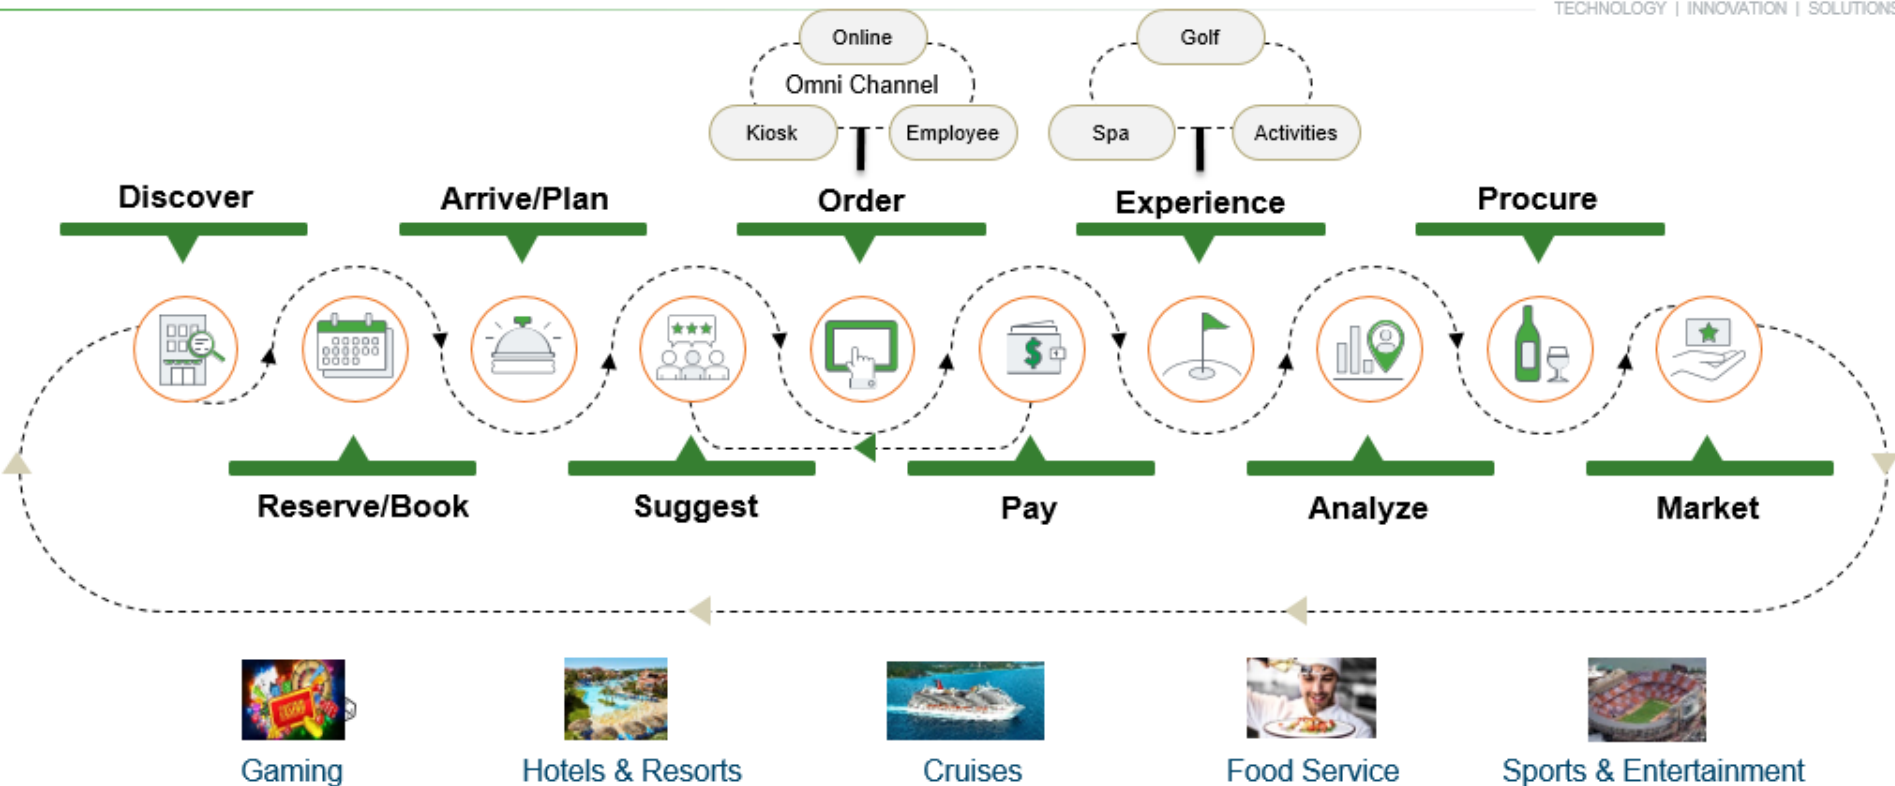 TECHNOLOGY | INNOVATION | SOLUTIONS
Online
Golf
Omni Channel
Kiosk
Employee
Spa
Activities
Discover
Arrive/Plan
Order
Experience
Procure
Reserve/Book
Suggest
Pay
Analyze
Market
Gaming
Hotels & Resorts
Cruises
Food Service
Sports & Entertainment